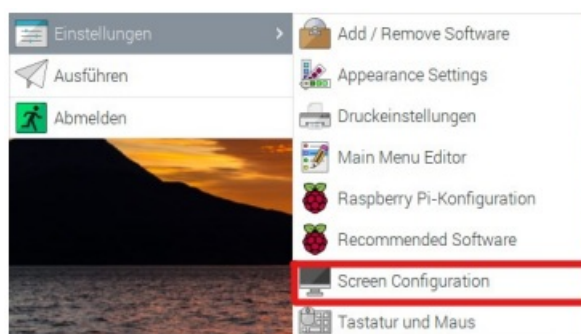 Einstellungen
Ausführen
Abmelden
Add / Remove Software
Appearance Settings
Druckeinstellungen
Main Menu Editor
Raspberry Pi-Konfiguration
Recommended Software
Screen Configuration
Tastatur und Maus